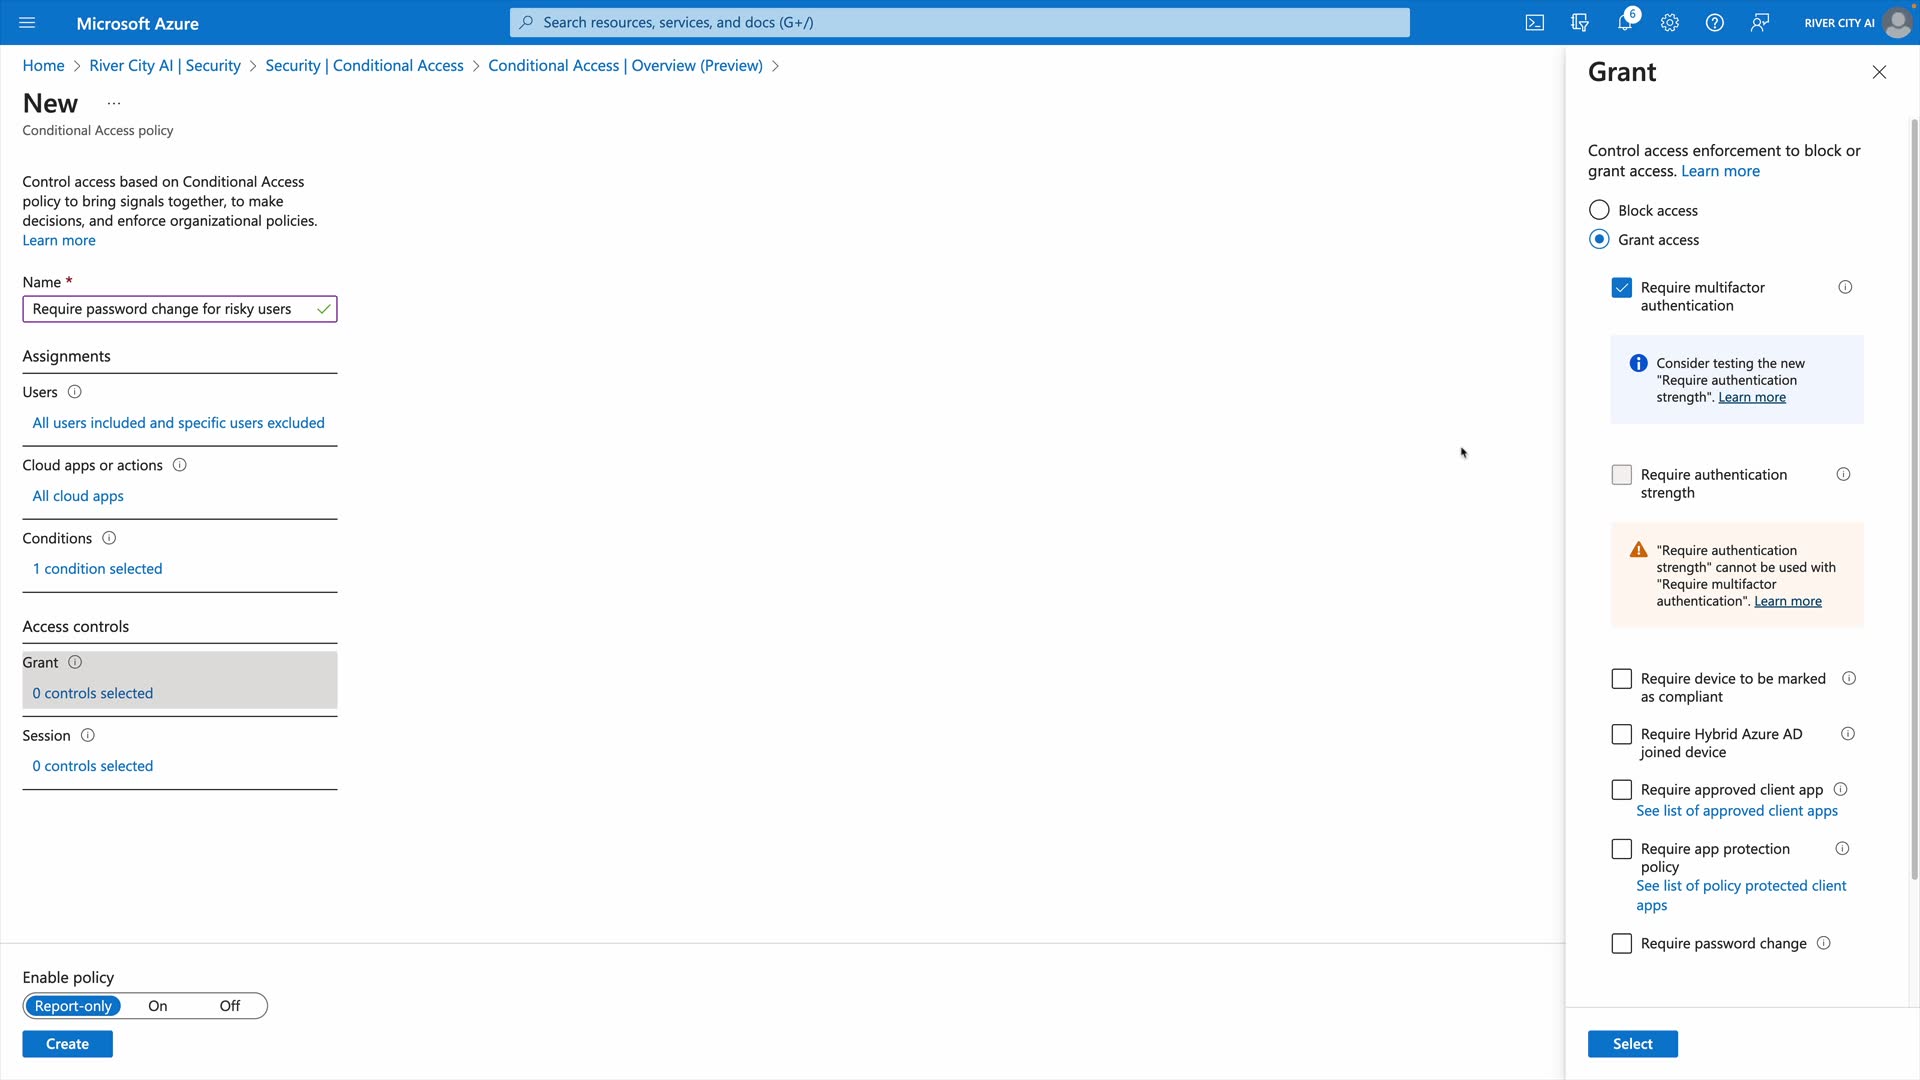 Microsoft Azure
Search resources, services, and docs (G+/)
6
RIVER CITY AI
Home > River City AI | Security > Security | Conditional Access > Conditional Access | Overview (Preview) >
New ...
Conditional Access policy
Control access based on Conditional Access
policy to bring signals together, to make
decisions, and enforce organizational policies.
Learn more
Name *
Require password change for risky users
Assignments
Users
All users included and specific users excluded
Cloud apps or actions
All cloud apps
Conditions
1 condition selected
Access controls
Grant
0 controls selected
Session
0 controls selected
Enable policy
Report-only On Off
Create
Grant
Control access enforcement to block or
grant access. Learn more
Block access
Grant access
Require multifactor
authentication
Consider testing the new
"Require authentication
strength". Learn more
Require authentication
strength
"Require authentication
strength" cannot be used with
"Require multifactor
authentication". Learn more
Require device to be marked
as compliant
Require Hybrid Azure AD
joined device
Require approved client app
See list of approved client apps
Require app protection
policy
See list of policy protected client
apps
Require password change
Select